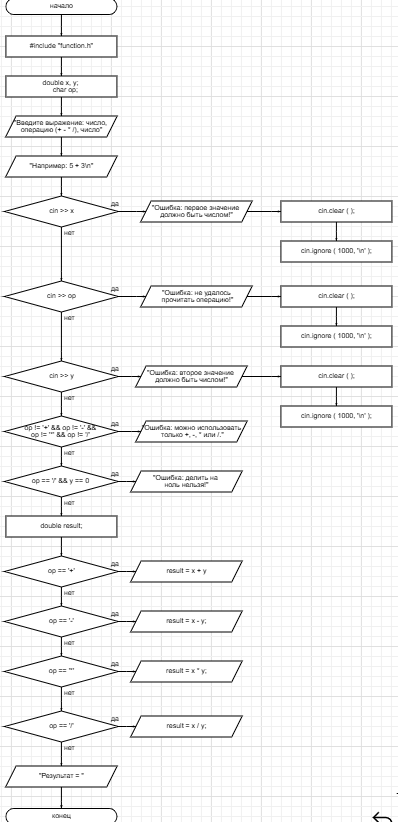 начало
#include "function.h"
double x, y;
char op;
"Введите выражение: число,
операцию (+ - * /), число"
"Например: 5 + 3\n"
cin >> x
да
"Ошибка: первое значение
должно быть числом!"
cin.clear ( );
нет
cin.ignore ( 1000, '\n' );
cin >> op
да
"Ошибка: не удалось
прочитать операцию!"
cin.clear ( );
нет
cin.ignore ( 1000, '\n' );
cin >> y
да
"Ошибка: второе значение
должно быть числом!"
cin.clear ( );
нет
cin.ignore ( 1000, '\n' );
op != '+' && op != '-' &&
op != '*' && op != '/'
да
"Ошибка: можно использовать
только +, -, * или /."
нет
op == '/' && y == 0
да
"Ошибка: делить на
ноль нельзя!"
нет
double result;
op == '+'
да
result = x + y
нет
op == '-'
да
result = x - y;
нет
op == '*'
да
result = x * y;
нет
op == '/'
да
result = x / y;
нет
"Результат = "
конец